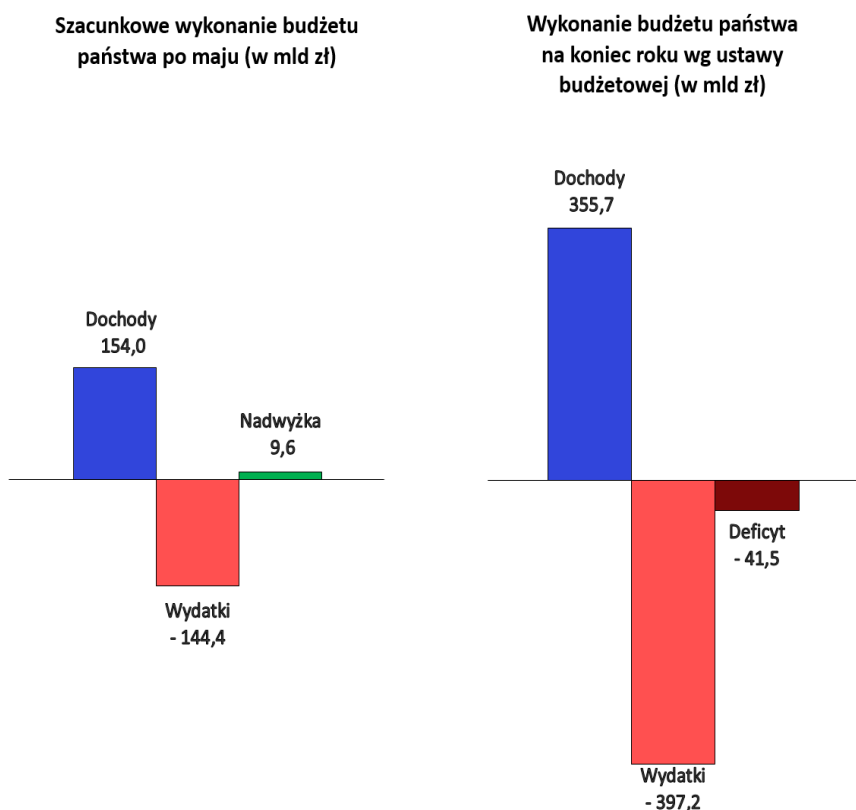 Szacunkowe wykonanie budżetu
państwa po maju (w mld zł)
Dochody
154,0
Nadwyżka
9,6
Wydatki
- 144,4
Wykonanie budżetu państwa
na koniec roku wg ustawy
budżetowej (w mld zł)
Dochody
355,7
Deficyt
- 41,5
Wydatki
- 397,2